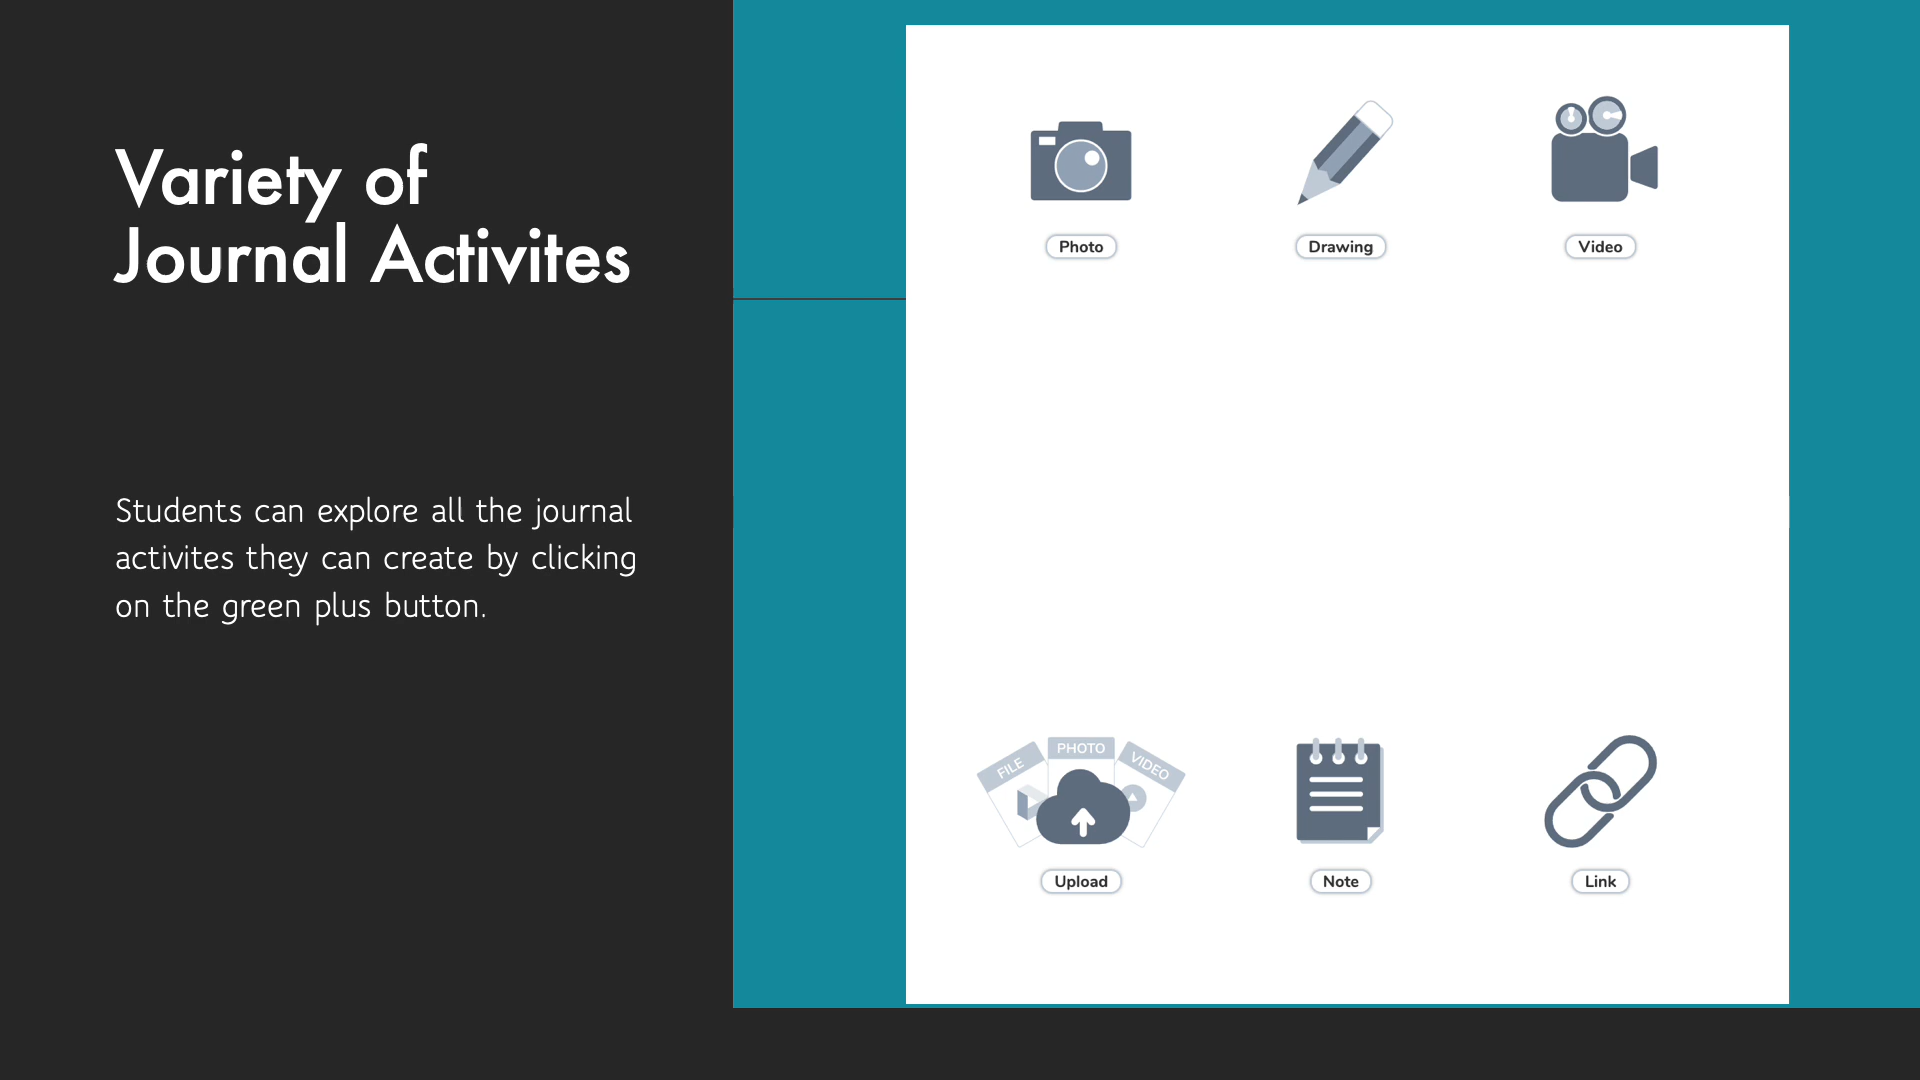 Variety of
Journal Activites
Students can explore all the journal
activites they can create by clicking
on the green plus button.
Photo
Drawing
Video
FILE
PHOTO
VIDEO
Upload
Note
Link